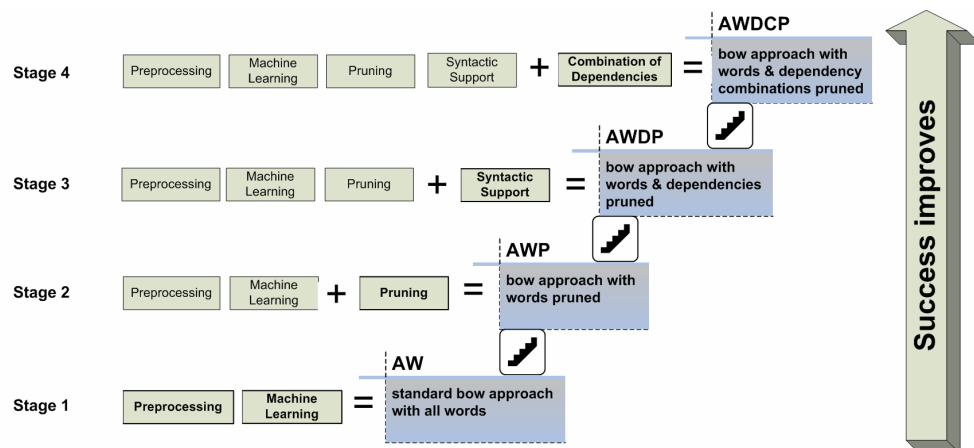 AWDCP
Stage 4
Preprocessing
Machine
Learning
Pruning
Syntactic
Support
+
Combination of
Dependencies
=
bow approach with
words & dependency
combinations pruned
AWDP
Stage 3
Preprocessing
Machine
Learning
Pruning
+
Syntactic
Support
=
bow approach with
words & dependencies
pruned
AWP
Stage 2
Preprocessing
Machine
Learning
+
Pruning
=
bow approach with
words pruned
AW
Stage 1
Preprocessing
Machine
Learning
=
standard bow approach
with all words
Success improves